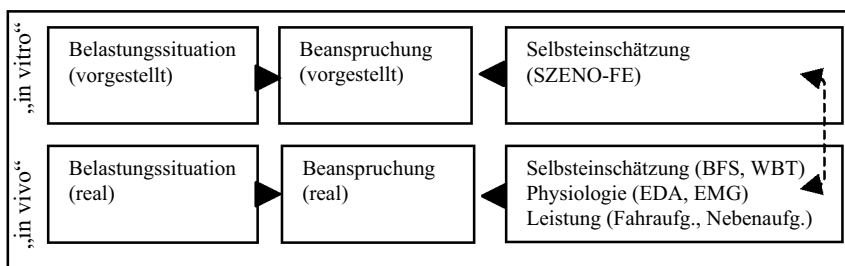 „in vitro“
Belastungssituation
(vorgestellt)
Beanspruchung
(vorgestellt)
Selbsteinschätzung
(SZENO-FE)
„in vivo“
Belastungssituation
(real)
Beanspruchung
(real)
Selbsteinschätzung (BFS, WBT)
Physiologie (EDA, EMG)
Leistung (Fahraufg., Nebenaufg.)